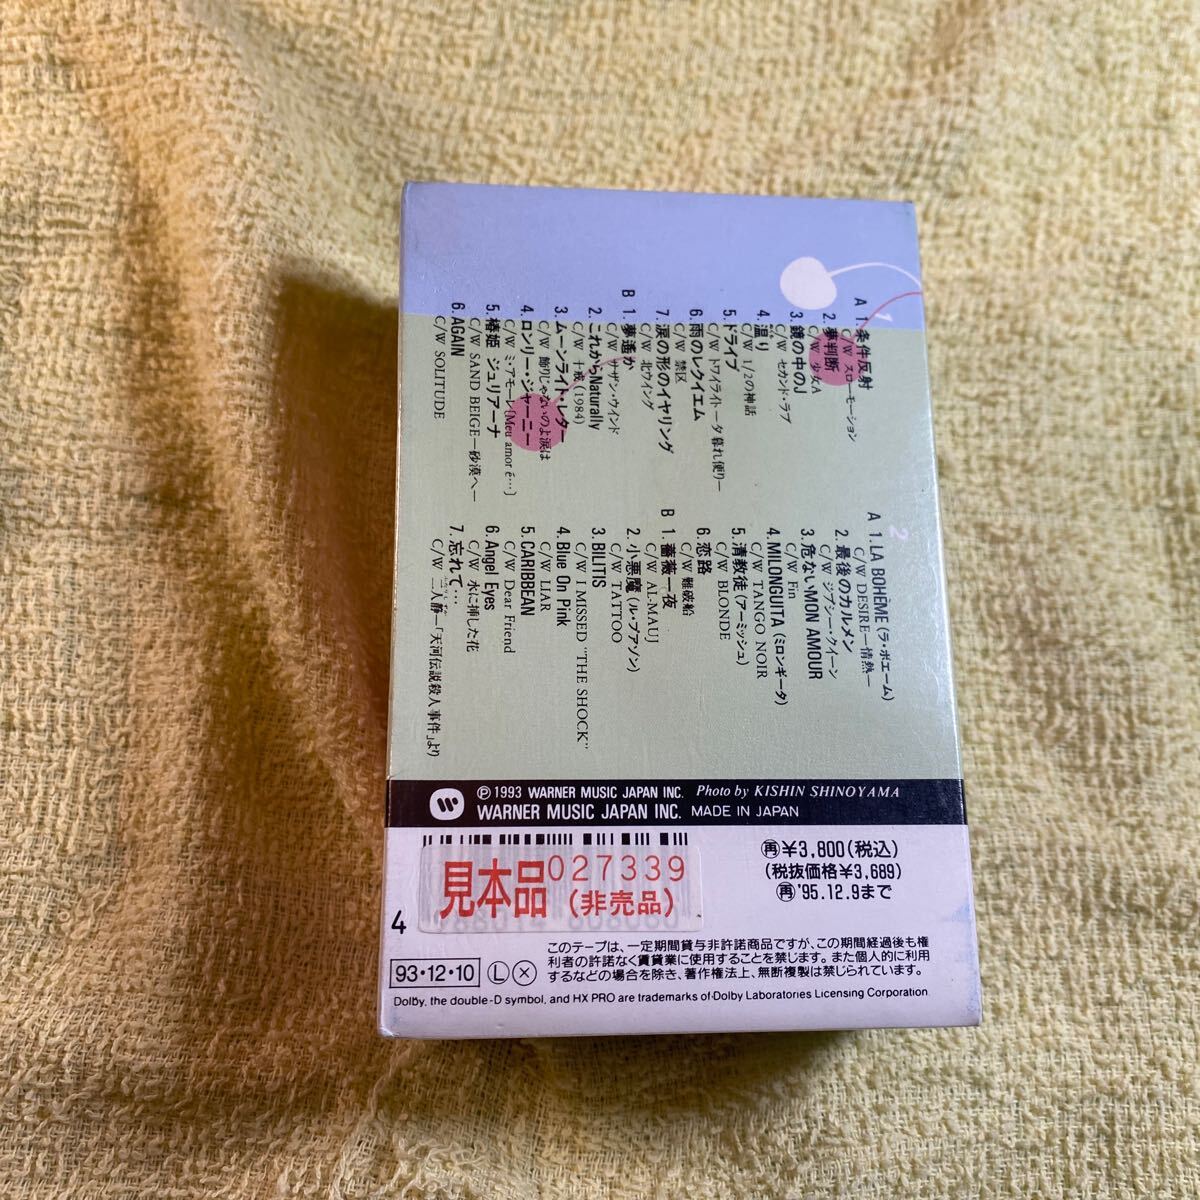 1
A 1. 条件反射
C/W スローモーション
2. 夢判断
C/W 少女A
3. 鏡の中のJ
C/W セカンド・ラブ
4. 温り
C/W 1/2の神話
5. ドライブ
C/W トワイライト－夕暮れ便り－
6. 雨のレクイエム
C/W 禁区
7. 涙の形のイヤリング
C/W 北ウイング
B 1. 夢遥か
C/W サザン・ウインド
2. これからNaturally
C/W 十戒(1984)
3. ムーンライト・レター
C/W 飾りじゃないのよ涙は
4. ロンリー・ジャーニー
C/W ミ・アモーレ〔Meu amor é…〕
5. 椿姫 ジュリアーナ
C/W SAND BEIGE－砂漠へ－
6. AGAIN
C/W SOLITUDE
2
A 1. LA BOHÈME(ラ・ボエーム)
C/W DESIRE－情熱－
2. 最後のカルメン
C/W ジプシー・クイーン
3. 危ないMON AMOUR
C/W Fin
4. MILONGUITA(ミロンギータ)
C/W TANGO NOIR
5. 清教徒(アーミッシュ)
C/W BLONDE
6. 恋路
C/W 難破船
B 1. 薔薇一夜
C/W AL-MAUJ
2. 小悪魔(ル・プアゾン)
C/W TATTOO
3. BILITIS
C/W I MISSED "THE SHOCK"
4. Blue On Pink
C/W LIAR
5. CARIBBEAN
C/W Dear Friend
6. Angel Eyes
C/W 水に挿した花
7. 忘れて…
C/W 二人静－「天河伝説殺人事件」より
Ⓟ 1993 WARNER MUSIC JAPAN INC. Photo by KISHIN SHINOYAMA
WARNER MUSIC JAPAN INC. MADE IN JAPAN
見本品 027339
(非売品)
再¥3,800(税込)
(税抜価格¥3,689)
再'95.12.9まで
4
93・12・10 Ⓛ ⓧ
このテープは、一定期間貸与非許諾商品ですが、この期間経過後も権
利者の許諾なく賃貸業に使用することを禁じます。また個人的に利用
するなどの場合を除き、著作権法上、無断複製は禁じられています。
Dolby, the double-D symbol, and HX PRO are trademarks of Dolby Laboratories Licensing Corporation.